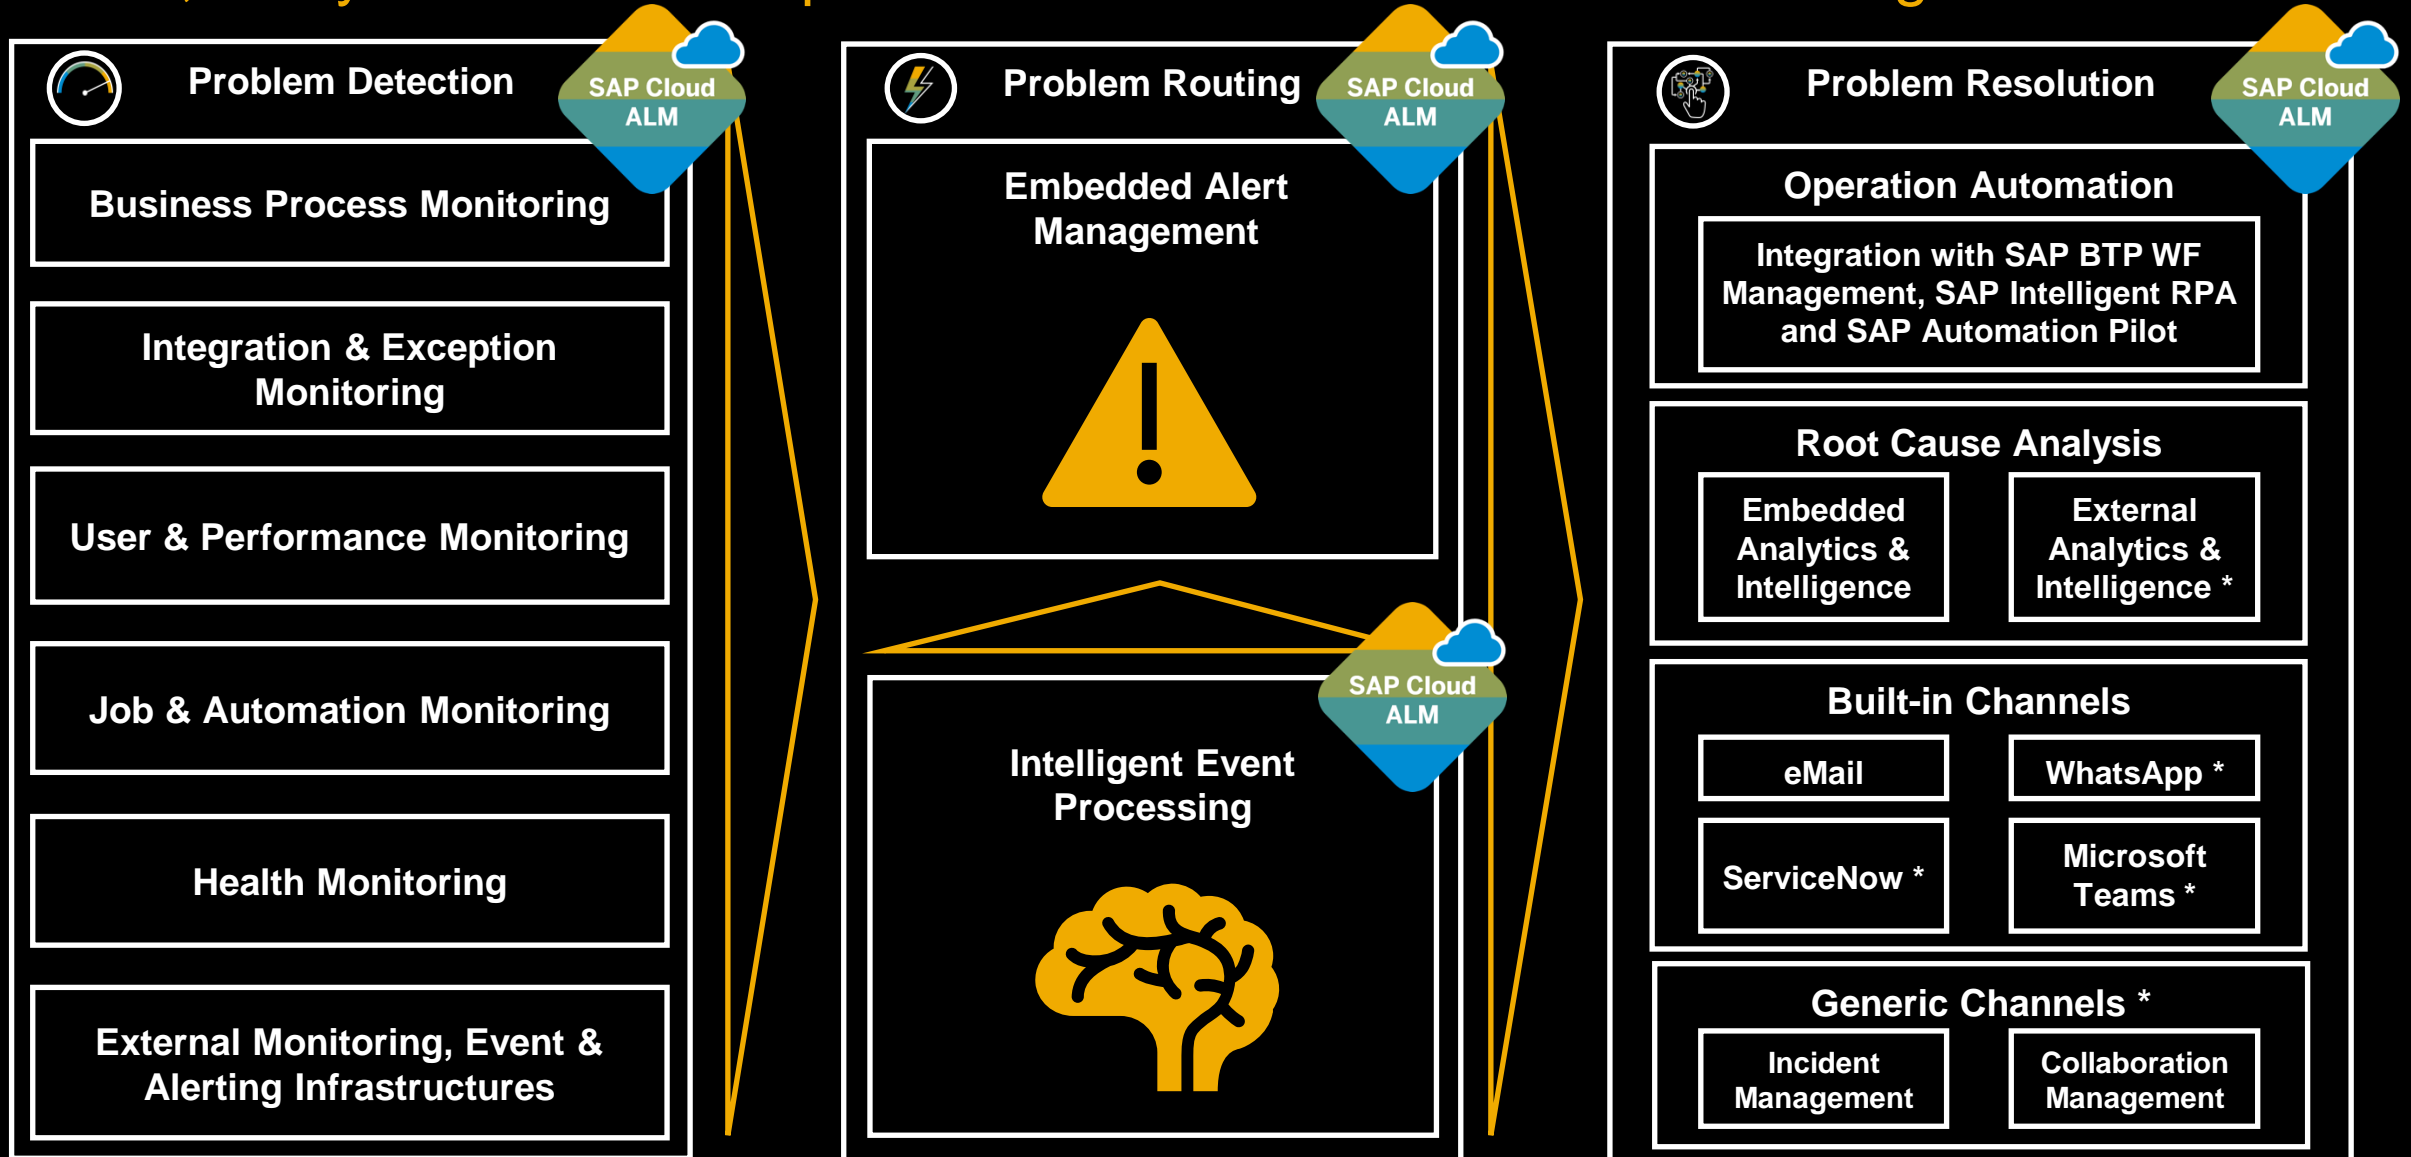 Problem Detection
SAP Cloud
ALM
Business Process Monitoring
Integration & Exception
Monitoring
User & Performance Monitoring
Job & Automation Monitoring
Health Monitoring
External Monitoring, Event &
Alerting Infrastructures
Problem Routing
SAP Cloud
ALM
Embedded Alert
Management
SAP Cloud
ALM
Intelligent Event
Processing
Problem Resolution
SAP Cloud
ALM
Operation Automation
Integration with SAP BTP WF
Management, SAP Intelligent RPA
and SAP Automation Pilot
Root Cause Analysis
Embedded
Analytics &
Intelligence
External
Analytics &
Intelligence *
Built-in Channels
eMail
WhatsApp *
ServiceNow *
Microsoft
Teams *
Generic Channels *
Incident
Management
Collaboration
Management